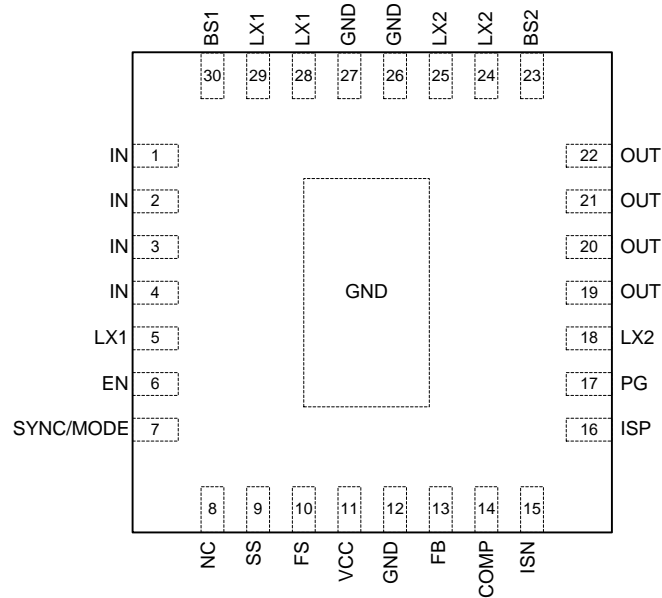 BS1 LX1 LX1 GND GND LX2 LX2 BS2
30 29 28 27 26 25 24 23
IN 1 22 OUT
IN 2 21 OUT
IN 3 20 OUT
IN 4 19 OUT
GND
LX1 5 18 LX2
EN 6 17 PG
SYNC/MODE 7 16 ISP
8 9 10 11 12 13 14 15
NC SS FS VCC GND FB COMP ISN